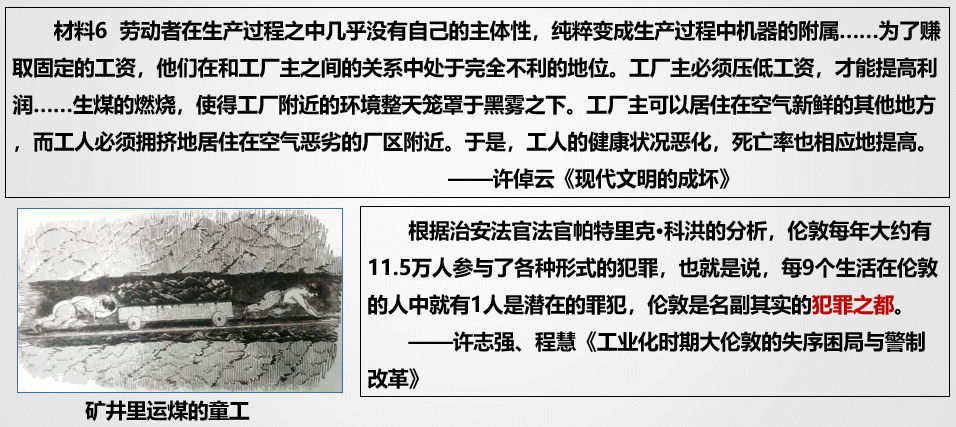 材料6 劳动者在生产过程之中几乎没有自己的主体性，纯粹变成生产过程中机器的附属……为了赚
取固定的工资，他们在和工厂主之间的关系中处于完全不利的地位。工厂主必须压低工资，才能提高利
润……生煤的燃烧，使得工厂附近的环境整天笼罩于黑雾之下。工厂主可以居住在空气新鲜的其他地方
，而工人必须拥挤地居住在空气恶劣的厂区附近。于是，工人的健康状况恶化，死亡率也相应地提高。
——许倬云《现代文明的成坏》
根据治安法官法官帕特里克·科洪的分析，伦敦每年大约有
11.5万人参与了各种形式的犯罪，也就是说，每9个生活在伦敦
的人中就有1人是潜在的罪犯，伦敦是名副其实的犯罪之都。
——许志强、程慧《工业化时期大伦敦的失序困局与警制
改革》
矿井里运煤的童工